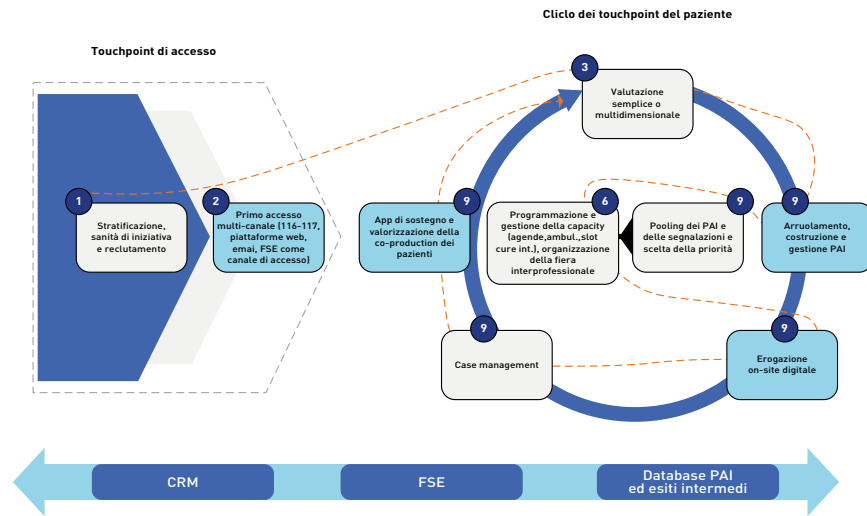 Cliclo dei touchpoint del paziente
Touchpoint di accesso
1
Stratificazione,
sanità di iniziativa
e reclutamento
2
Primo accesso
multi-canale (116-117,
piattaforme web,
emai, FSE come
canale di accesso)
3
Valutazione
semplice o
multidimensionale
9
App di sostegno e
valorizzazione della
co-production dei
pazienti
6
Programmazione e
gestione della capacity
(agende,ambul.,slot
cure int.), organizzazione
della fiera
interprofessionale
9
Pooling dei PAI e
delle segnalazioni e
scelta della priorità
9
Arruolamento,
costruzione e
gestione PAI
9
Case management
9
Erogazione
on-site digitale
CRM
FSE
Database PAI
ed esiti intermedi